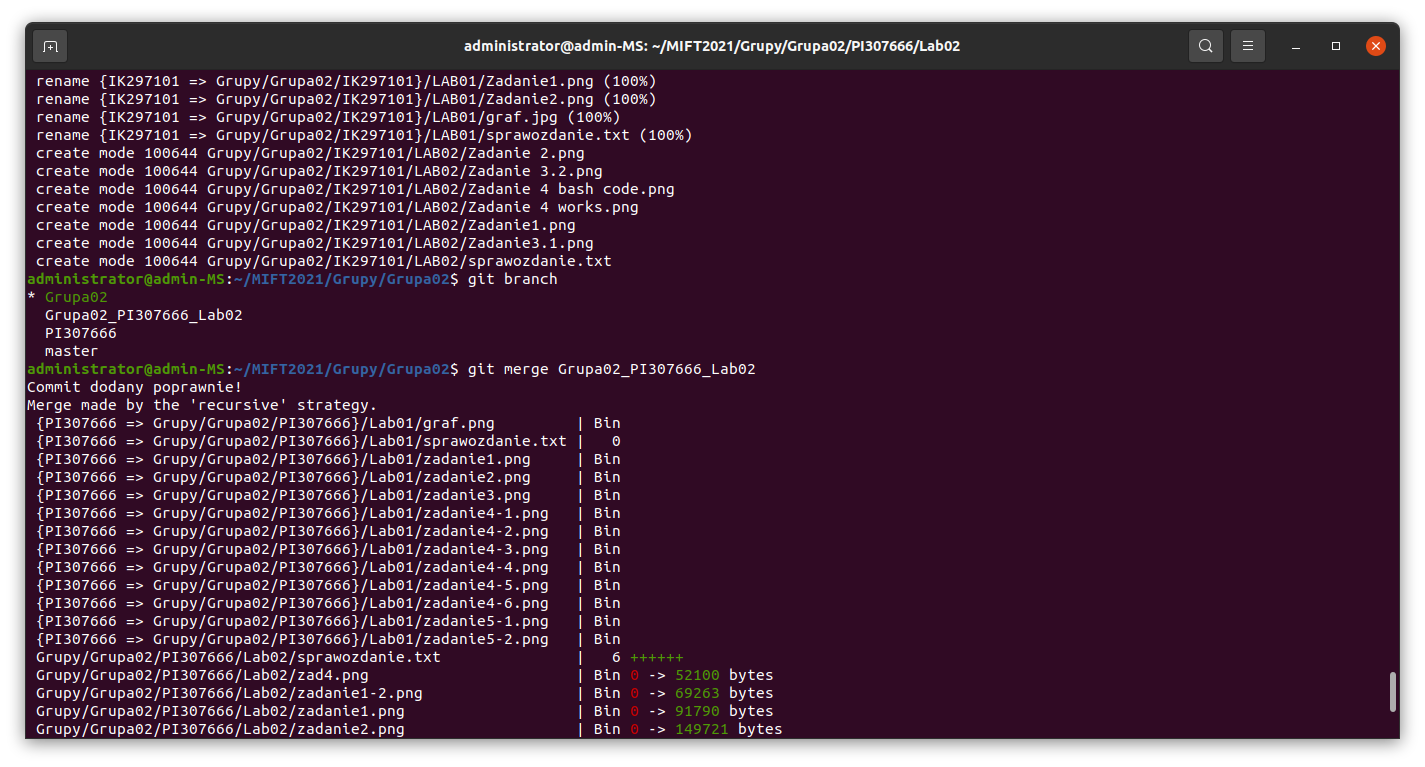 administrator@admin-MS: ~/MIFT2021/Grupy/Grupa02/PI307666/Lab02
rename {IK297101 => Grupy/Grupa02/IK297101}/LAB01/Zadanie1.png (100%)
rename {IK297101 => Grupy/Grupa02/IK297101}/LAB01/Zadanie2.png (100%)
rename {IK297101 => Grupy/Grupa02/IK297101}/LAB01/graf.jpg (100%)
rename {IK297101 => Grupy/Grupa02/IK297101}/LAB01/sprawozdanie.txt (100%)
create mode 100644 Grupy/Grupa02/IK297101/LAB02/Zadanie 2.png
create mode 100644 Grupy/Grupa02/IK297101/LAB02/Zadanie 3.2.png
create mode 100644 Grupy/Grupa02/IK297101/LAB02/Zadanie 4 bash code.png
create mode 100644 Grupy/Grupa02/IK297101/LAB02/Zadanie 4 works.png
create mode 100644 Grupy/Grupa02/IK297101/LAB02/Zadanie1.png
create mode 100644 Grupy/Grupa02/IK297101/LAB02/Zadanie3.1.png
create mode 100644 Grupy/Grupa02/IK297101/LAB02/sprawozdanie.txt
administrator@admin-MS:~/MIFT2021/Grupy/Grupa02$ git branch
* Grupa02
Grupa02_PI307666_Lab02
PI307666
master
administrator@admin-MS:~/MIFT2021/Grupy/Grupa02$ git merge Grupa02_PI307666_Lab02
Commit dodany poprawnie!
Merge made by the 'recursive' strategy.
{PI307666 => Grupy/Grupa02/PI307666}/Lab01/graf.png | Bin
{PI307666 => Grupy/Grupa02/PI307666}/Lab01/sprawozdanie.txt | 0
{PI307666 => Grupy/Grupa02/PI307666}/Lab01/zadanie1.png | Bin
{PI307666 => Grupy/Grupa02/PI307666}/Lab01/zadanie2.png | Bin
{PI307666 => Grupy/Grupa02/PI307666}/Lab01/zadanie3.png | Bin
{PI307666 => Grupy/Grupa02/PI307666}/Lab01/zadanie4-1.png | Bin
{PI307666 => Grupy/Grupa02/PI307666}/Lab01/zadanie4-2.png | Bin
{PI307666 => Grupy/Grupa02/PI307666}/Lab01/zadanie4-3.png | Bin
{PI307666 => Grupy/Grupa02/PI307666}/Lab01/zadanie4-4.png | Bin
{PI307666 => Grupy/Grupa02/PI307666}/Lab01/zadanie4-5.png | Bin
{PI307666 => Grupy/Grupa02/PI307666}/Lab01/zadanie4-6.png | Bin
{PI307666 => Grupy/Grupa02/PI307666}/Lab01/zadanie5-1.png | Bin
{PI307666 => Grupy/Grupa02/PI307666}/Lab01/zadanie5-2.png | Bin
Grupy/Grupa02/PI307666/Lab02/sprawozdanie.txt | 6 ++++++
Grupy/Grupa02/PI307666/Lab02/zad4.png | Bin 0 -> 52100 bytes
Grupy/Grupa02/PI307666/Lab02/zadanie1-2.png | Bin 0 -> 69263 bytes
Grupy/Grupa02/PI307666/Lab02/zadanie1.png | Bin 0 -> 91790 bytes
Grupy/Grupa02/PI307666/Lab02/zadanie2.png | Bin 0 -> 149721 bytes